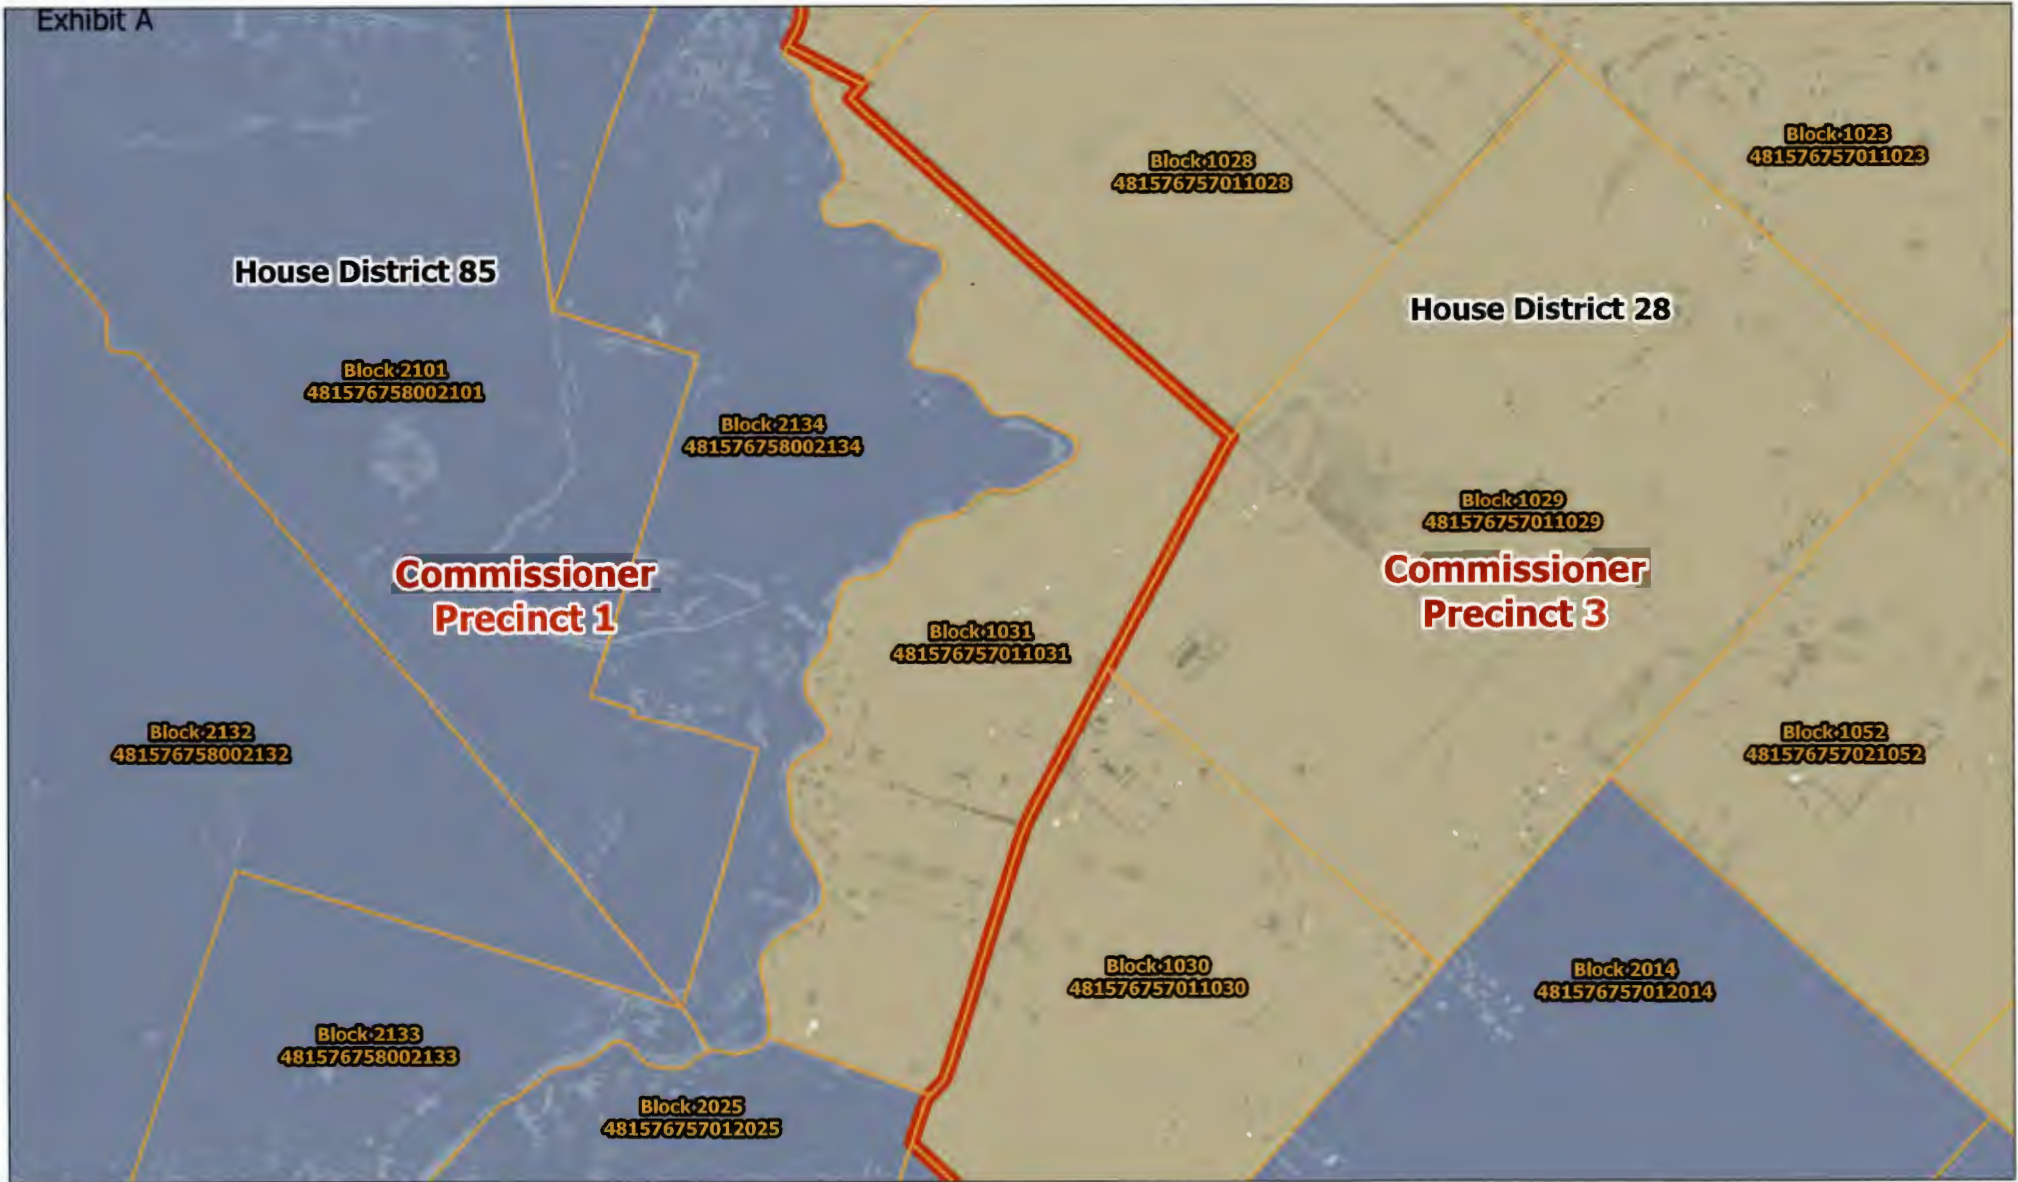 Exhibit A
Block 1023
481576757011023
Block 1028
481576757011028
House District 85
House District 28
Block 2101
481576758002101
Block 2134
481576758002134
Block 1029
481576757011029
Commissioner
Precinct 1
Commissioner
Precinct 3
Block 1031
481576757011031
Block 2132
481576758002132
Block 1052
481576757021052
Block 1030
481576757011030
Block 2014
481576757012014
Block 2133
481576758002133
Block 2025
481576757012025